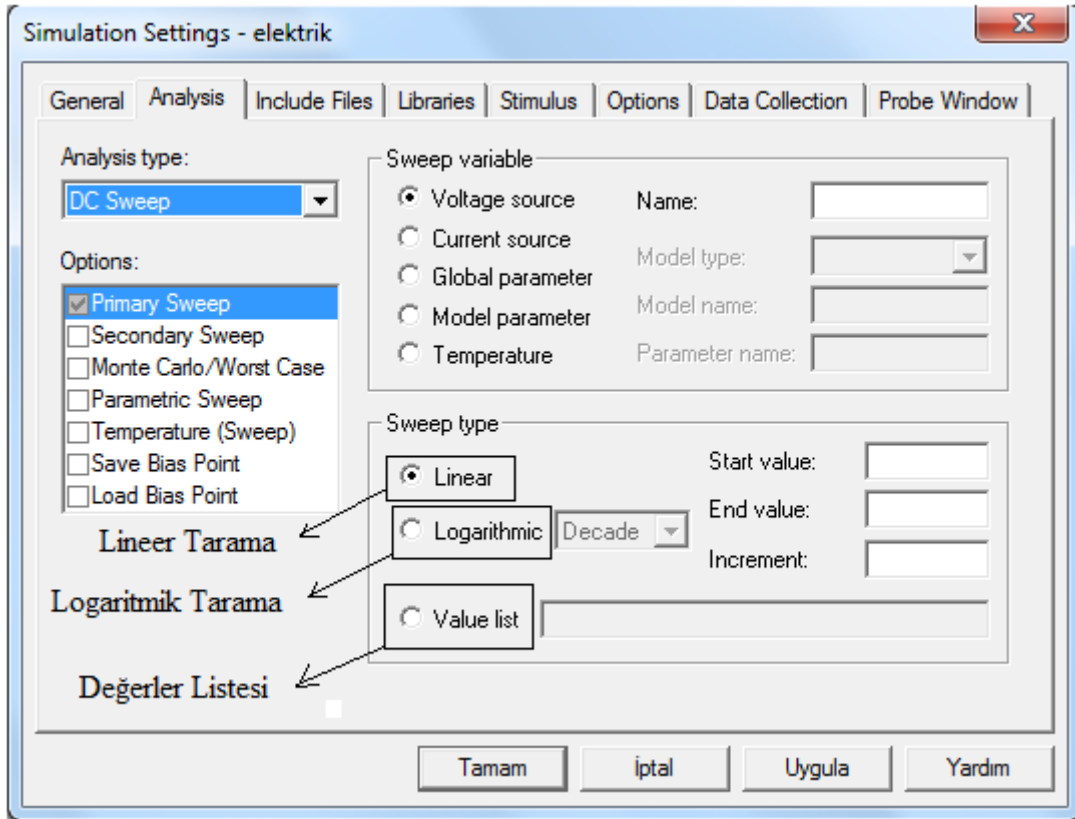 Simulation Settings - elektrik
X
General Analysis Include Files Libraries Stimulus Options Data Collection Probe Window
Analysis type:
DC Sweep
Options:
Primary Sweep
Secondary Sweep
Monte Carlo/Worst Case
Parametric Sweep
Temperature (Sweep)
Save Bias Point
Load Bias Point
Sweep variable
Voltage source
Current source
Global parameter
Model parameter
Temperature
Name:
Model type:
Model name:
Parameter name:
Sweep type
Linear
Logarithmic Decade
Value list
Start value:
End value:
Increment:
Lineer Tarama
Logaritmik Tarama
Değerler Listesi
Tamam İptal Uygula Yardım